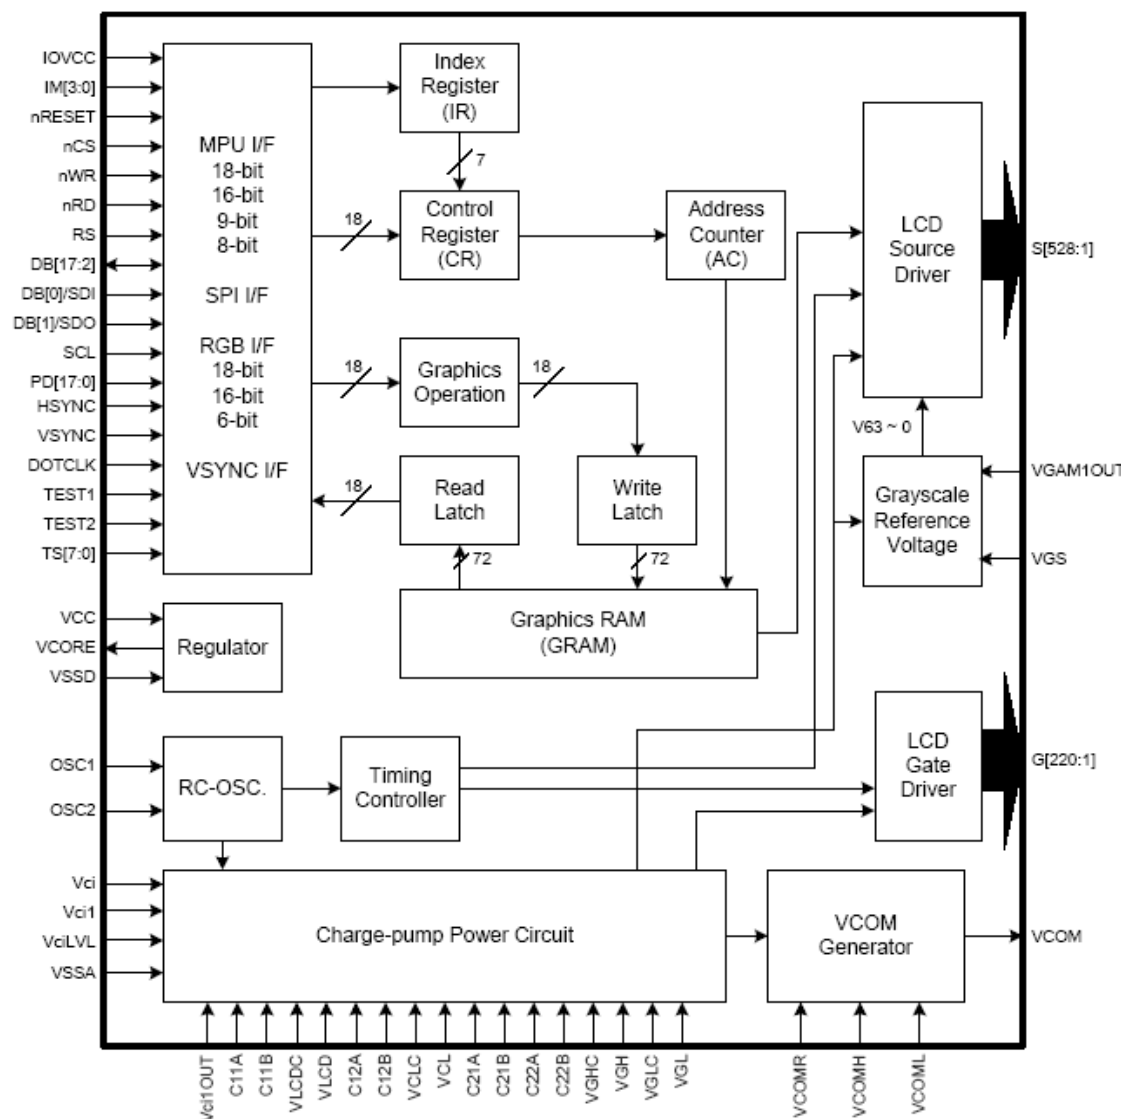 IOVCC
IM[3:0]
nRESET
nCS
nWR
nRD
RS
DB[17:2]
DB[0]/SDI
DB[1]/SDO
SCL
PD[17:0]
HSYNC
VSYNC
DOTCLK
TEST1
TEST2
TS[7:0]
MPU I/F
18-bit
16-bit
9-bit
8-bit
SPI I/F
RGB I/F
18-bit
16-bit
6-bit
VSYNC I/F
Index
Register
(IR)
7
18
Control
Register
(CR)
Address
Counter
(AC)
LCD
Source
Driver
S[528:1]
18
Graphics
Operation
18
V63 ~ 0
18
Read
Latch
Write
Latch
Grayscale
Reference
Voltage
VGAM1OUT
VGS
72
72
Graphics RAM
(GRAM)
VCC
VCORE
VSSD
Regulator
OSC1
OSC2
RC-OSC.
Timing
Controller
LCD
Gate
Driver
G[220:1]
Vci
Vci1
VciLVL
VSSA
Charge-pump Power Circuit
VCOM
Generator
VCOM
Vci1OUT
C11A
C11B
VLCDC
VLCD
C12A
C12B
VCLC
VCL
C21A
C21B
C22A
C22B
VGHC
VGH
VGLC
VGL
VCOMR
VCOMH
VCOML